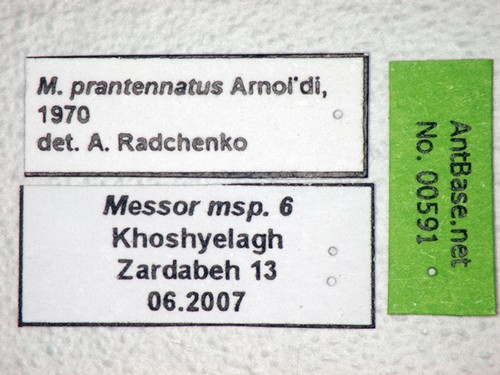 M. prantennatus Arnol'di,
1970
det. A. Radchenko
Messor msp. 6
Khoshyelagh
Zardabeh 13
06.2007
AntBase.net
No. 00591